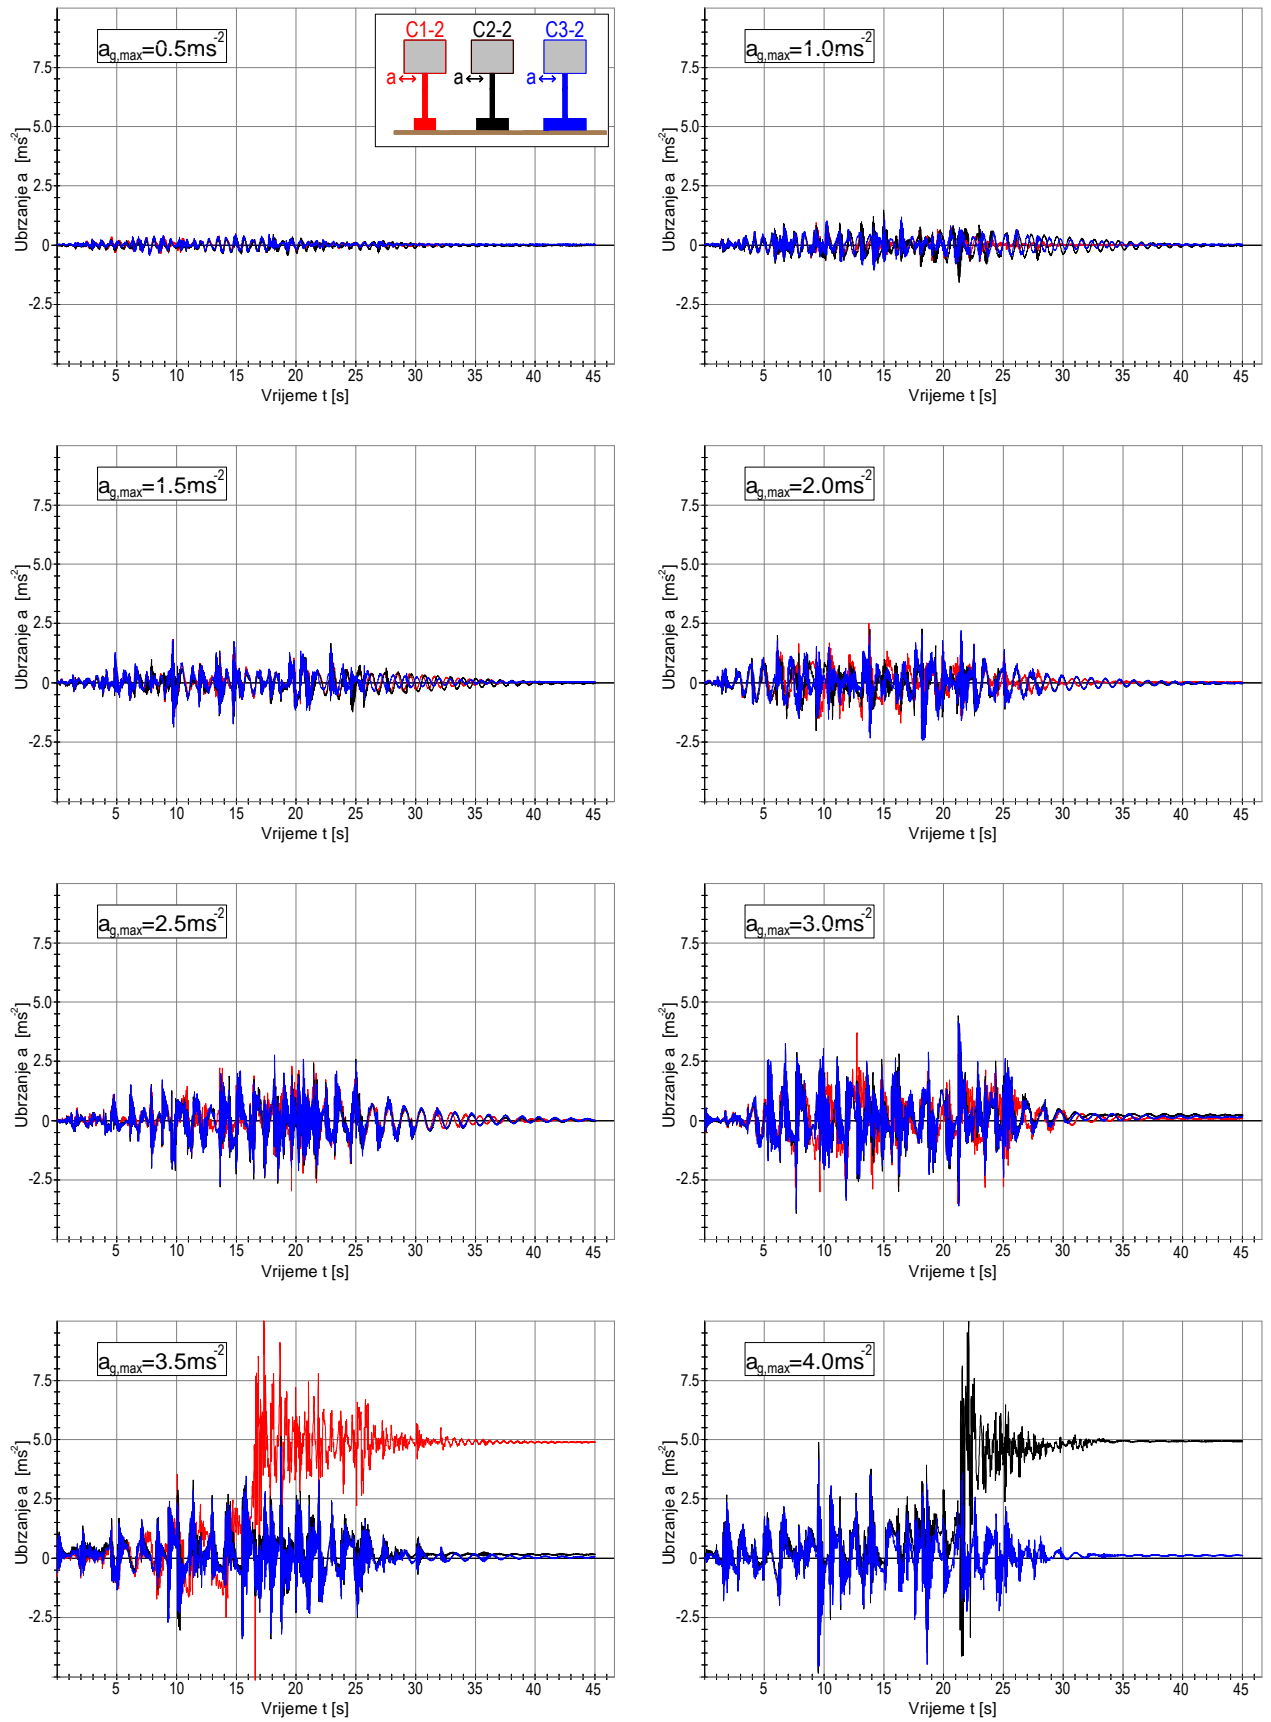 a_g,max=0.5ms^-2
C1-2 C2-2 C3-2
a a a
Ubrzanje a [ms^-2]
7.5
5.0
2.5
0
-2.5
5 10 15 20 25 30 35 40 45
Vrijeme t [s]
a_g,max=1.0ms^-2
Ubrzanje a [ms^-2]
7.5
5.0
2.5
0
-2.5
5 10 15 20 25 30 35 40 45
Vrijeme t [s]
a_g,max=1.5ms^-2
Ubrzanje a [ms^-2]
7.5
5.0
2.5
0
-2.5
5 10 15 20 25 30 35 40 45
Vrijeme t [s]
a_g,max=2.0ms^-2
Ubrzanje a [ms^-2]
7.5
5.0
2.5
0
-2.5
5 10 15 20 25 30 35 40 45
Vrijeme t [s]
a_g,max=2.5ms^-2
Ubrzanje a [ms^-2]
7.5
5.0
2.5
0
-2.5
5 10 15 20 25 30 35 40 45
Vrijeme t [s]
a_g,max=3.0ms^-2
Ubrzanje a [ms^-2]
7.5
5.0
2.5
0
-2.5
5 10 15 20 25 30 35 40 45
Vrijeme t [s]
a_g,max=3.5ms^-2
Ubrzanje a [ms^-2]
7.5
5.0
2.5
0
-2.5
5 10 15 20 25 30 35 40 45
Vrijeme t [s]
a_g,max=4.0ms^-2
Ubrzanje a [ms^-2]
7.5
5.0
2.5
0
-2.5
5 10 15 20 25 30 35 40 45
Vrijeme t [s]